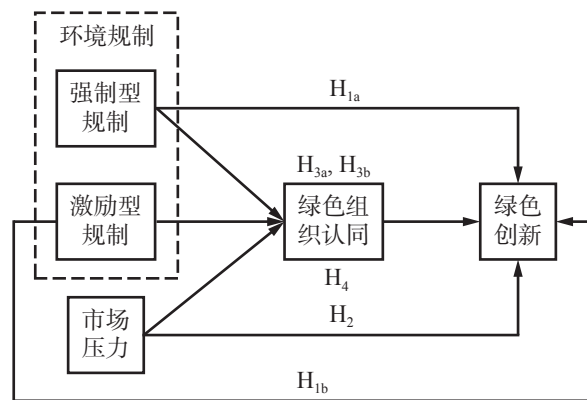 环境规制
强制型
规制
H1a
H3a, H3b
激励型
规制
绿色组
织认同
绿色
创新
H4
市场
压力
H2
H1b